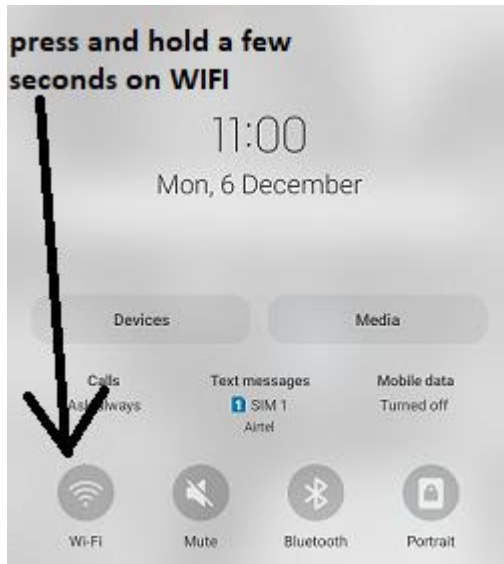 press and hold a few
seconds on WIFI
11:00
Mon, 6 December
Devices Media
Calls Text messages Mobile data
Ask always 1 SIM 1 Turned off
Airtel
Wi-Fi Mute Bluetooth Portrait